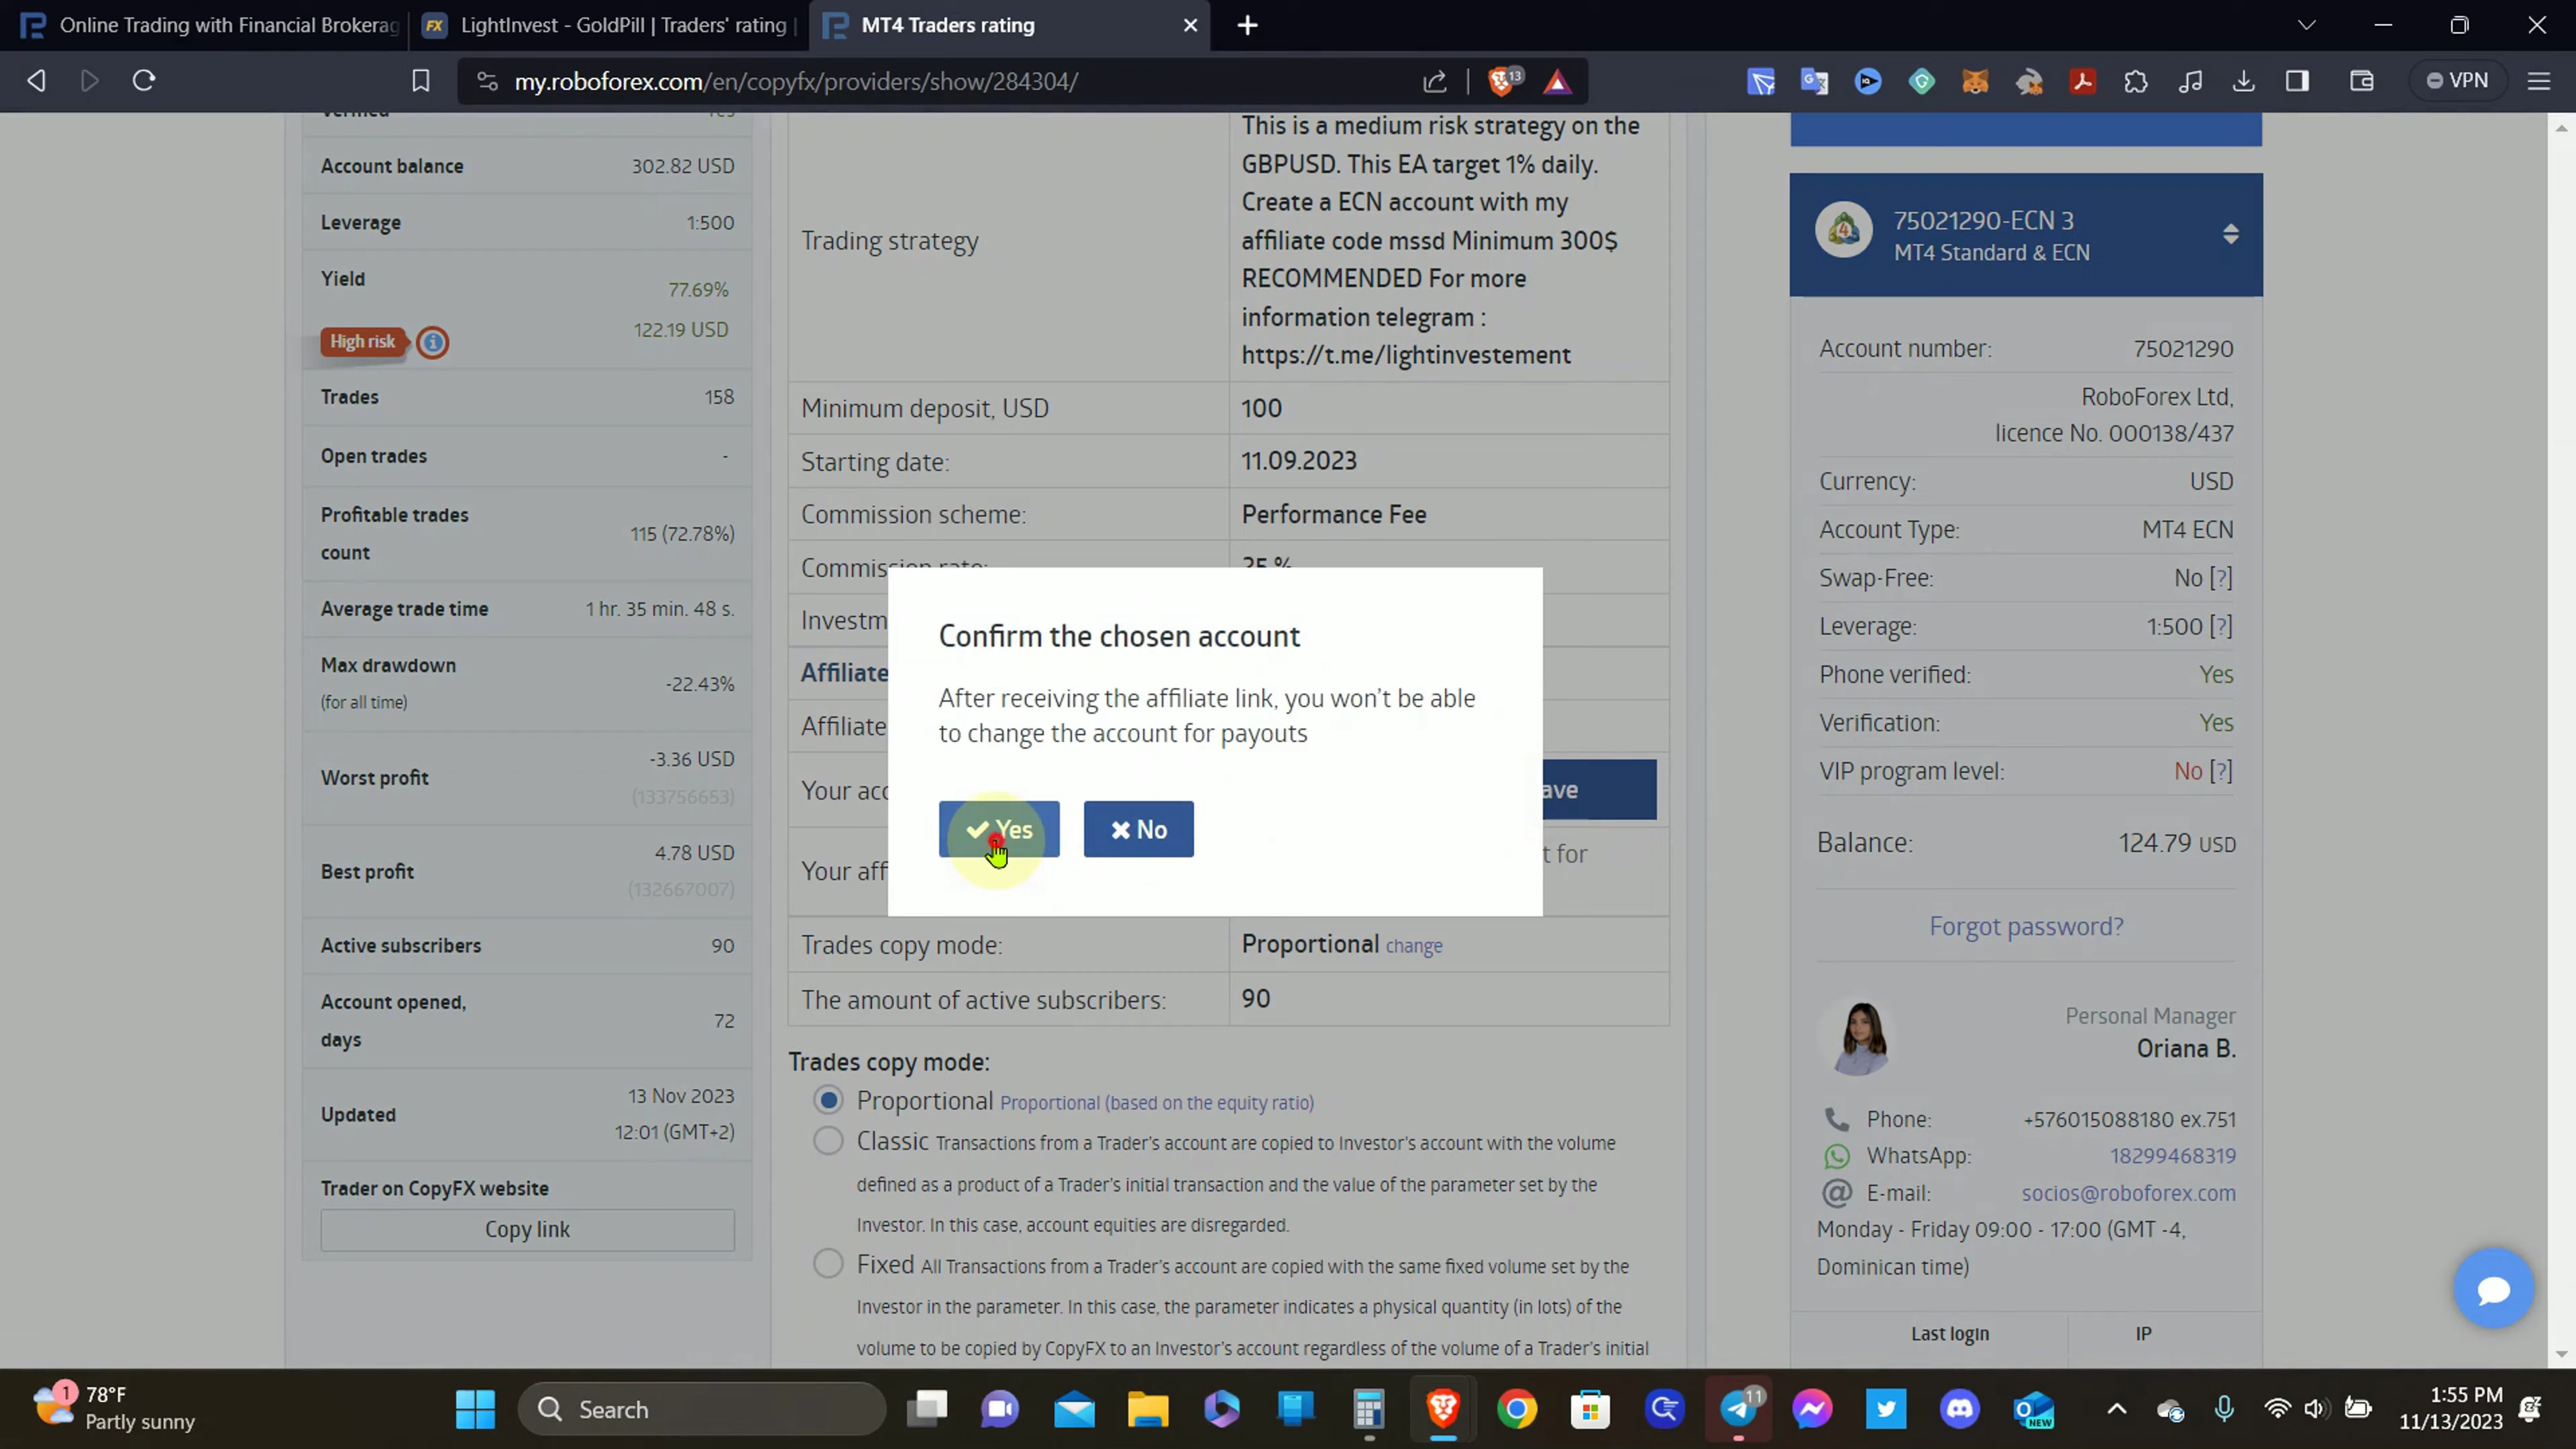 Online Trading with Financial Brokerag
LightInvest - GoldPill | Traders' rating |
MT4 Traders rating
my.roboforex.com/en/copyfx/providers/show/284304/
13
VPN
Verified Yes
Account balance 302.82 USD
Leverage 1:500
Yield 77.69%
122.19 USD
High risk
Trades 158
Open trades -
Profitable trades
count
115 (72.78%)
Average trade time 1 hr. 35 min. 48 s.
Max drawdown
(for all time)
-22.43%
Worst profit
-3.36 USD
(133756653)
Best profit
4.78 USD
(132667007)
Active subscribers 90
Account opened,
days
72
Updated
13 Nov 2023
12:01 (GMT+2)
Trader on CopyFX website
Copy link
Trading strategy
This is a medium risk strategy on the
GBPUSD. This EA target 1% daily.
Create a ECN account with my
affiliate code mssd Minimum 300$
RECOMMENDED For more
information telegram :
https://t.me/lightinvestement
Minimum deposit, USD 100
Starting date: 11.09.2023
Commission scheme: Performance Fee
Commission rate: 25 %
Investm
Affiliate
Affiliate
Your acc
ave
Your aff
t for
Confirm the chosen account
After receiving the affiliate link, you won't be able
to change the account for payouts
Yes
No
Trades copy mode: Proportional change
The amount of active subscribers: 90
Trades copy mode:
Proportional Proportional (based on the equity ratio)
Classic Transactions from a Trader's account are copied to Investor's account with the volume
defined as a product of a Trader's initial transaction and the value of the parameter set by the
Investor. In this case, account equities are disregarded.
Fixed All Transactions from a Trader's account are copied with the same fixed volume set by the
Investor in the parameter. In this case, the parameter indicates a physical quantity (in lots) of the
volume to be copied by CopyFX to an Investor's account regardless of the volume of a Trader's initial
4
75021290-ECN 3
MT4 Standard & ECN
Account number: 75021290
RoboForex Ltd,
licence No. 000138/437
Currency: USD
Account Type: MT4 ECN
Swap-Free: No [?]
Leverage: 1:500 [?]
Phone verified: Yes
Verification: Yes
VIP program level: No [?]
Balance: 124.79 USD
Forgot password?
Personal Manager
Oriana B.
Phone: +576015088180 ex.751
WhatsApp: 18299468319
E-mail: socios@roboforex.com
Monday - Friday 09:00 - 17:00 (GMT -4,
Dominican time)
Last login IP
1
78°F
Partly sunny
Search
11
NEW
1:55 PM
11/13/2023